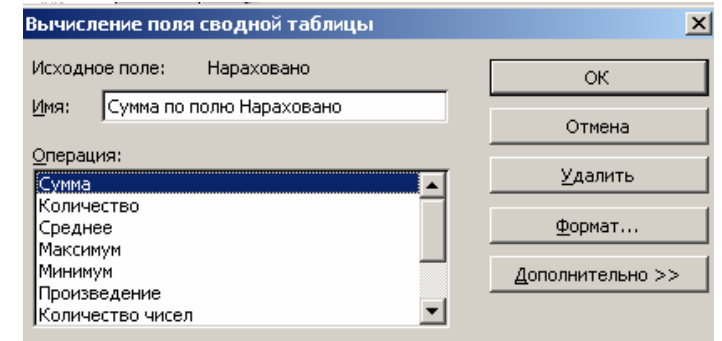 Вычисление поля сводной таблицы
Исходное поле: Нараховано
Имя: Сумма по полю Нараховано
Операция:
Сумма
Количество
Среднее
Максимум
Минимум
Произведение
Количество чисел
ОК
Отмена
Удалить
Формат...
Дополнительно >>